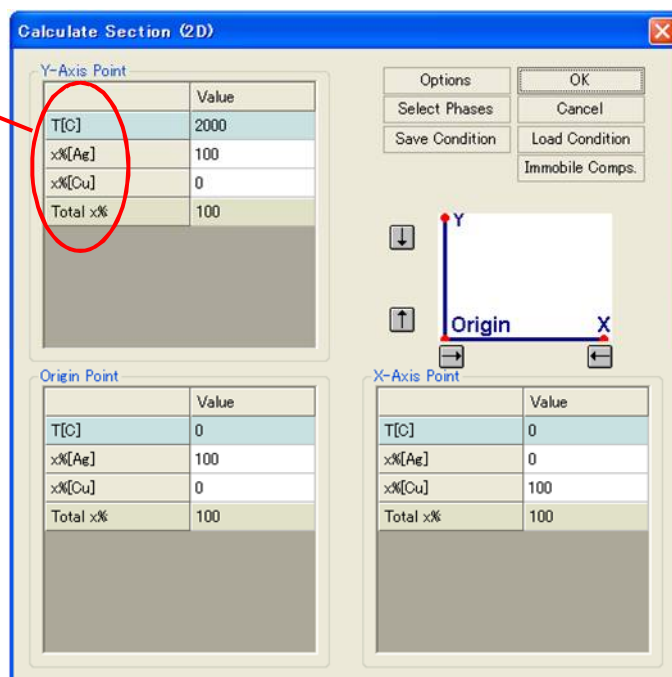 Calculate Section (2D)
Y-Axis Point
Value
T[C] 2000
x%[Ag] 100
x%[Cu] 0
Total x% 100
Options OK
Select Phases Cancel
Save Condition Load Condition
Immobile Comps.
Y
Origin X
Origin Point
Value
T[C] 0
x%[Ag] 100
x%[Cu] 0
Total x% 100
X-Axis Point
Value
T[C] 0
x%[Ag] 0
x%[Cu] 100
Total x% 100